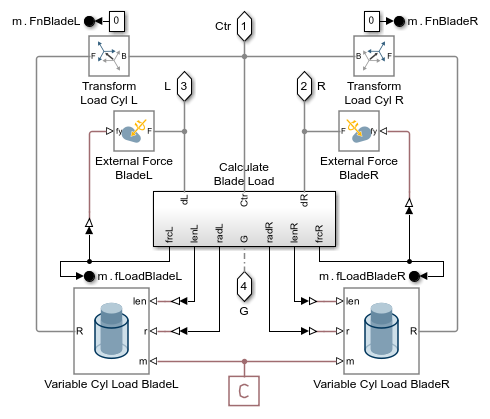 m.FnBladeL
0
Ctr
1
0
m.FnBladeR
F
B
B
F
Transform
Load Cyl L
Transform
Load Cyl R
L
3
2
R
fy
F
F
fy
External Force
BladeL
External Force
BladeR
Calculate
Blade Load
dL
Ctr
dR
frcL
lenL
radL
G
radR
lenR
frcR
m.fLoadBladeL
m.fLoadBladeR
4
G
R
len
r
m
len
r
m
R
Variable Cyl Load BladeL
C
Variable Cyl Load BladeR